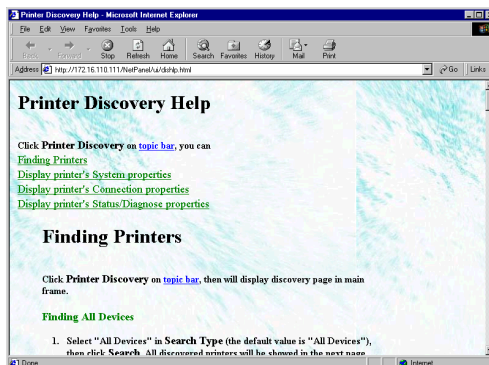 Printer Discovery Help - Microsoft Internet Explorer
File Edit View Favorites Tools Help
Back Forward Stop Refresh Home Search Favorites History Mail Print
Address http://172.16.110.111/NetPanel/ui/dishlp.html Go Links
Printer Discovery Help
Click Printer Discovery on topic bar, you can
Finding Printers
Display printer's System properties
Display printer's Connection properties
Display printer's Status/Diagnose properties
Finding Printers
Click Printer Discovery on topic bar, then will display discovery page in main
frame.
Finding All Devices
1. Select "All Devices" in Search Type (the default value is "All Devices"),
then click Search. All discovered printers will be showed in the next page
Done Internet